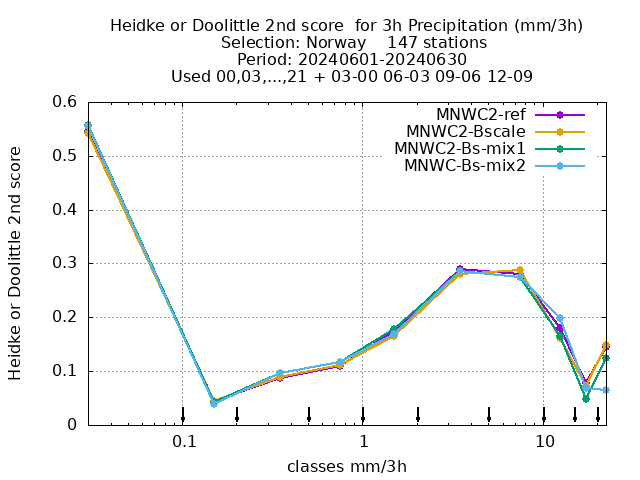 Heidke or Doolittle 2nd score  for 3h Precipitation (mm/3h)
Selection: Norway    147 stations
Period: 20240601-20240630
Used 00,03,...,21 + 03-00 06-03 09-06 12-09
MNWC2-ref
MNWC2-Bscale
MNWC2-Bs-mix1
MNWC-Bs-mix2
Heidke or Doolittle 2nd score
0.6
0.5
0.4
0.3
0.2
0.1
0
0.1
1
10
classes mm/3h